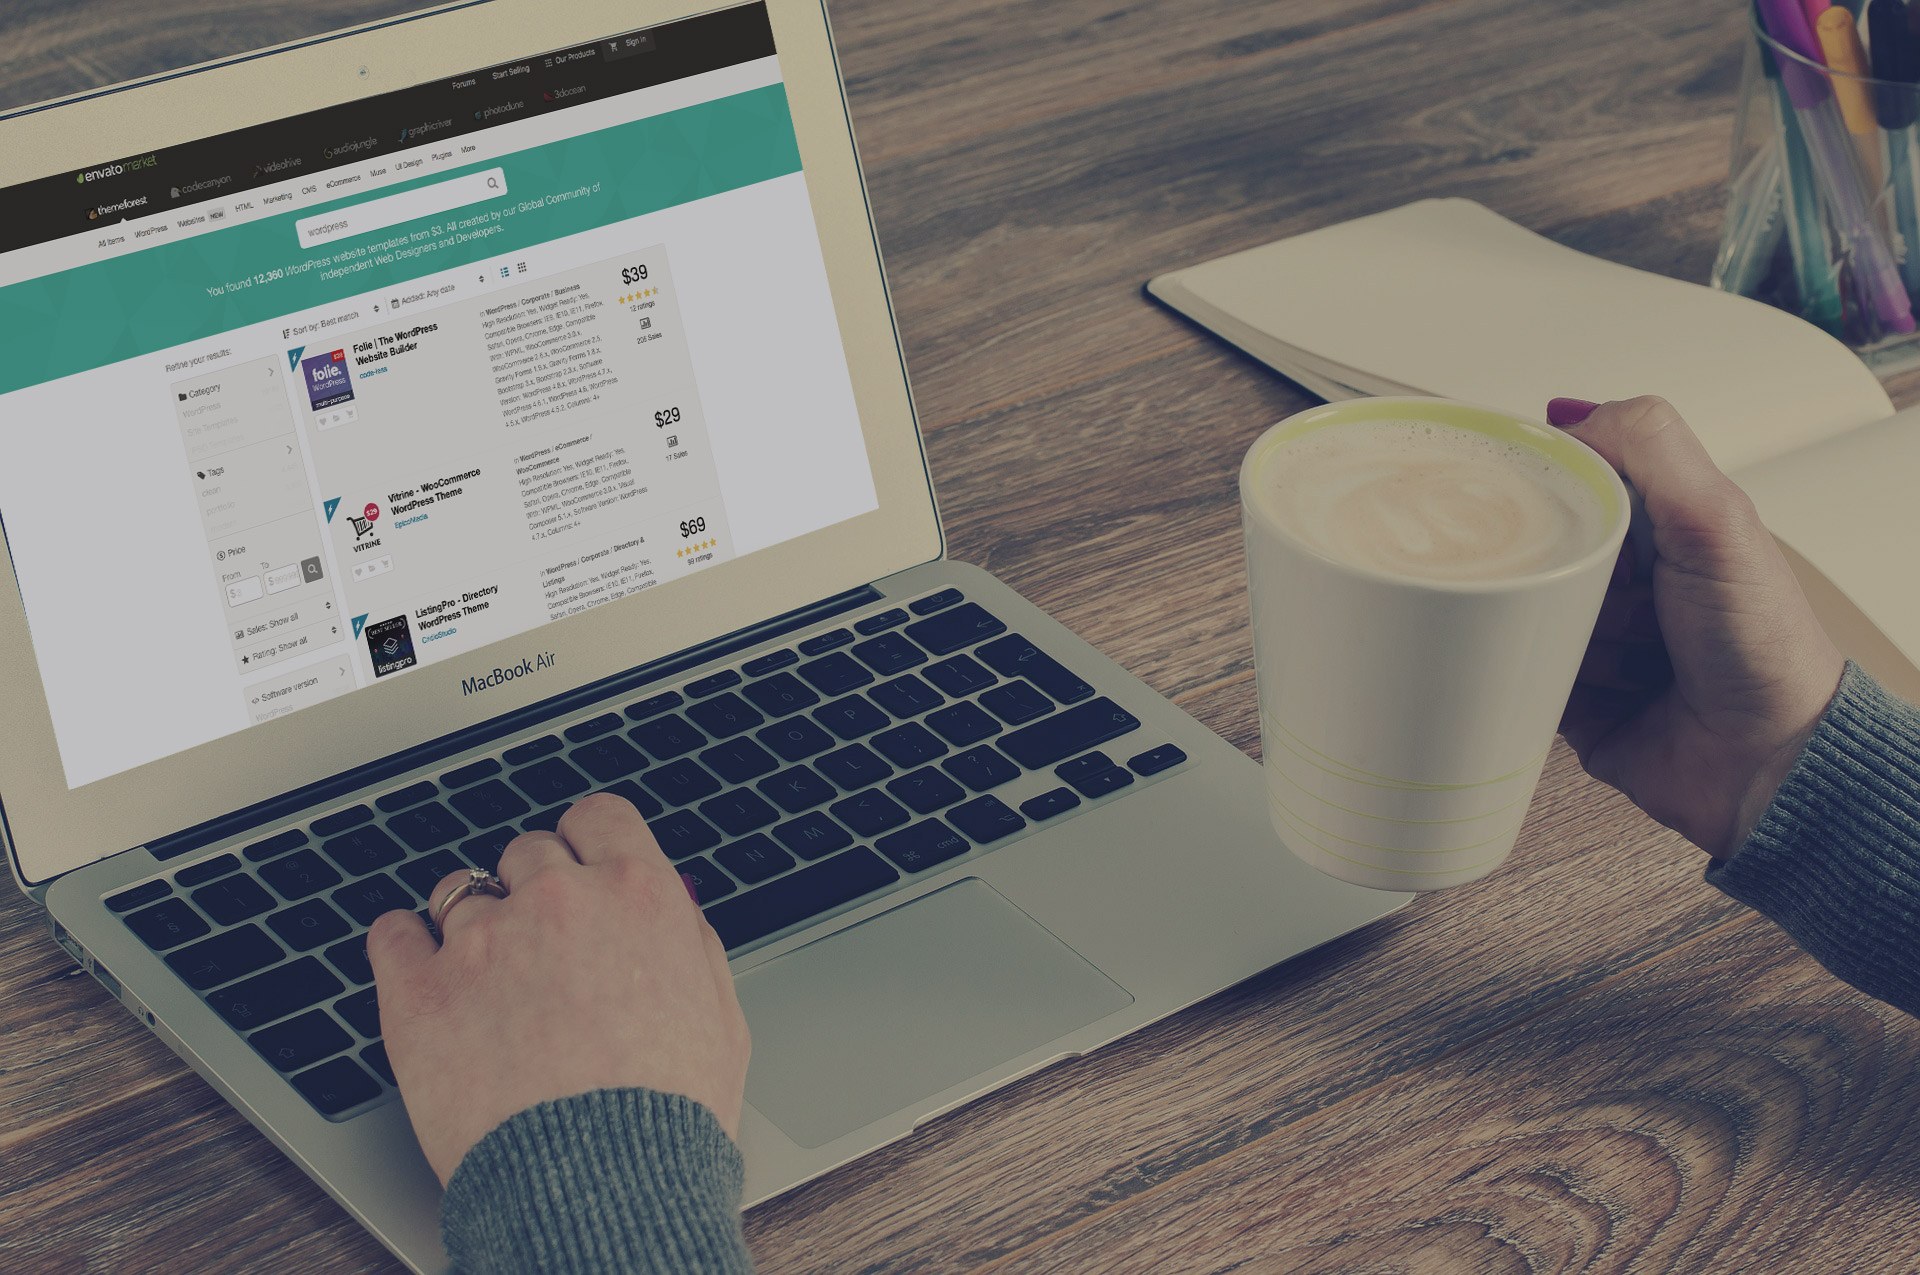 Forums
Start Selling
Our Products
Sign In
envatomarket
themeforest
codecanyon
videohive
audiojungle
graphicriver
photodune
3docean
All Items
WordPress
Websites NEW
HTML
Marketing
CMS
eCommerce
Muse
UI Design
Plugins
More
wordpress
You found 12,360 WordPress website templates from $3. All created by our Global Community of
independent Web Designers and Developers.
Sort by: Best match
Added: Any date
Refine your results:
Category
WordPress
Site Templates
Tags
clean
portfolio
Price
From
To
$3
Sales: Show all
Rating: Show all
Software version
WordPress
folie.
WordPress
multi-purpose
Folie | The WordPress
Website Builder
code-less
in WordPress / Corporate / Business
High Resolution: Yes, Widget Ready: Yes,
Compatible Browsers: IE9, IE10, IE11, Firefox,
Safari, Opera, Chrome, Edge, Compatible
With: WPML, WooCommerce 3.0.x,
WooCommerce 2.6.x, WooCommerce 2.5,
Gravity Forms 1.9.x, Gravity Forms 1.8.x,
Bootstrap 3.x, Bootstrap 2.3.x, Software
Version: WordPress 4.8.x, WordPress 4.7.x,
WordPress 4.6.1, WordPress 4.6, WordPress
4.5.x, WordPress 4.5.2, Columns: 4+
$39
12 ratings
208 Sales
$29
VITRINE
Vitrine - WooCommerce
WordPress Theme
EpicoMedia
in WordPress / eCommerce /
WooCommerce
High Resolution: Yes, Widget Ready: Yes,
Compatible Browsers: IE10, IE11, Firefox,
Safari, Opera, Chrome, Edge, Compatible
With: WPML, WooCommerce 3.0.x, Visual
Composer 5.1.x, Software Version: WordPress
4.7.x, Columns: 4+
$29
17 Sales
listingpro
ListingPro - Directory
WordPress Theme
CridioStudio
in WordPress / Corporate / Directory &
Listings
High Resolution: Yes, Widget Ready: Yes,
Compatible Browsers: IE10, IE11, Firefox,
Safari, Opera, Chrome, Edge, Compatible
$69
99 ratings
MacBook Air
Q W E
U I O P
H J K L
B N M
cmd
fn